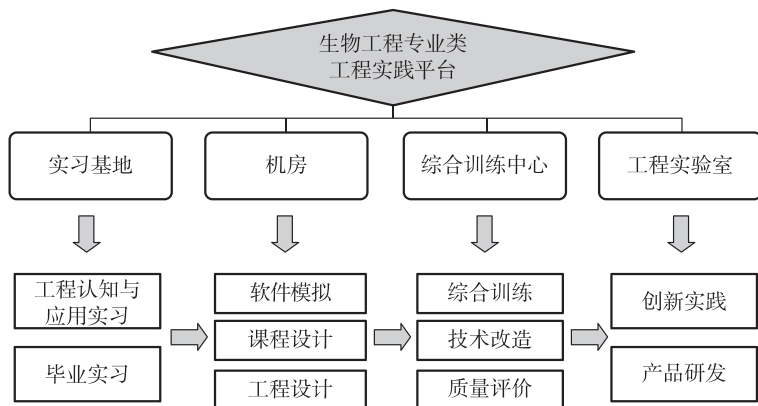 生物工程专业类
工程实践平台
实习基地
机房
综合训练中心
工程实验室
工程认知与
应用实习
毕业实习
软件模拟
课程设计
工程设计
综合训练
技术改造
质量评价
创新实践
产品研发